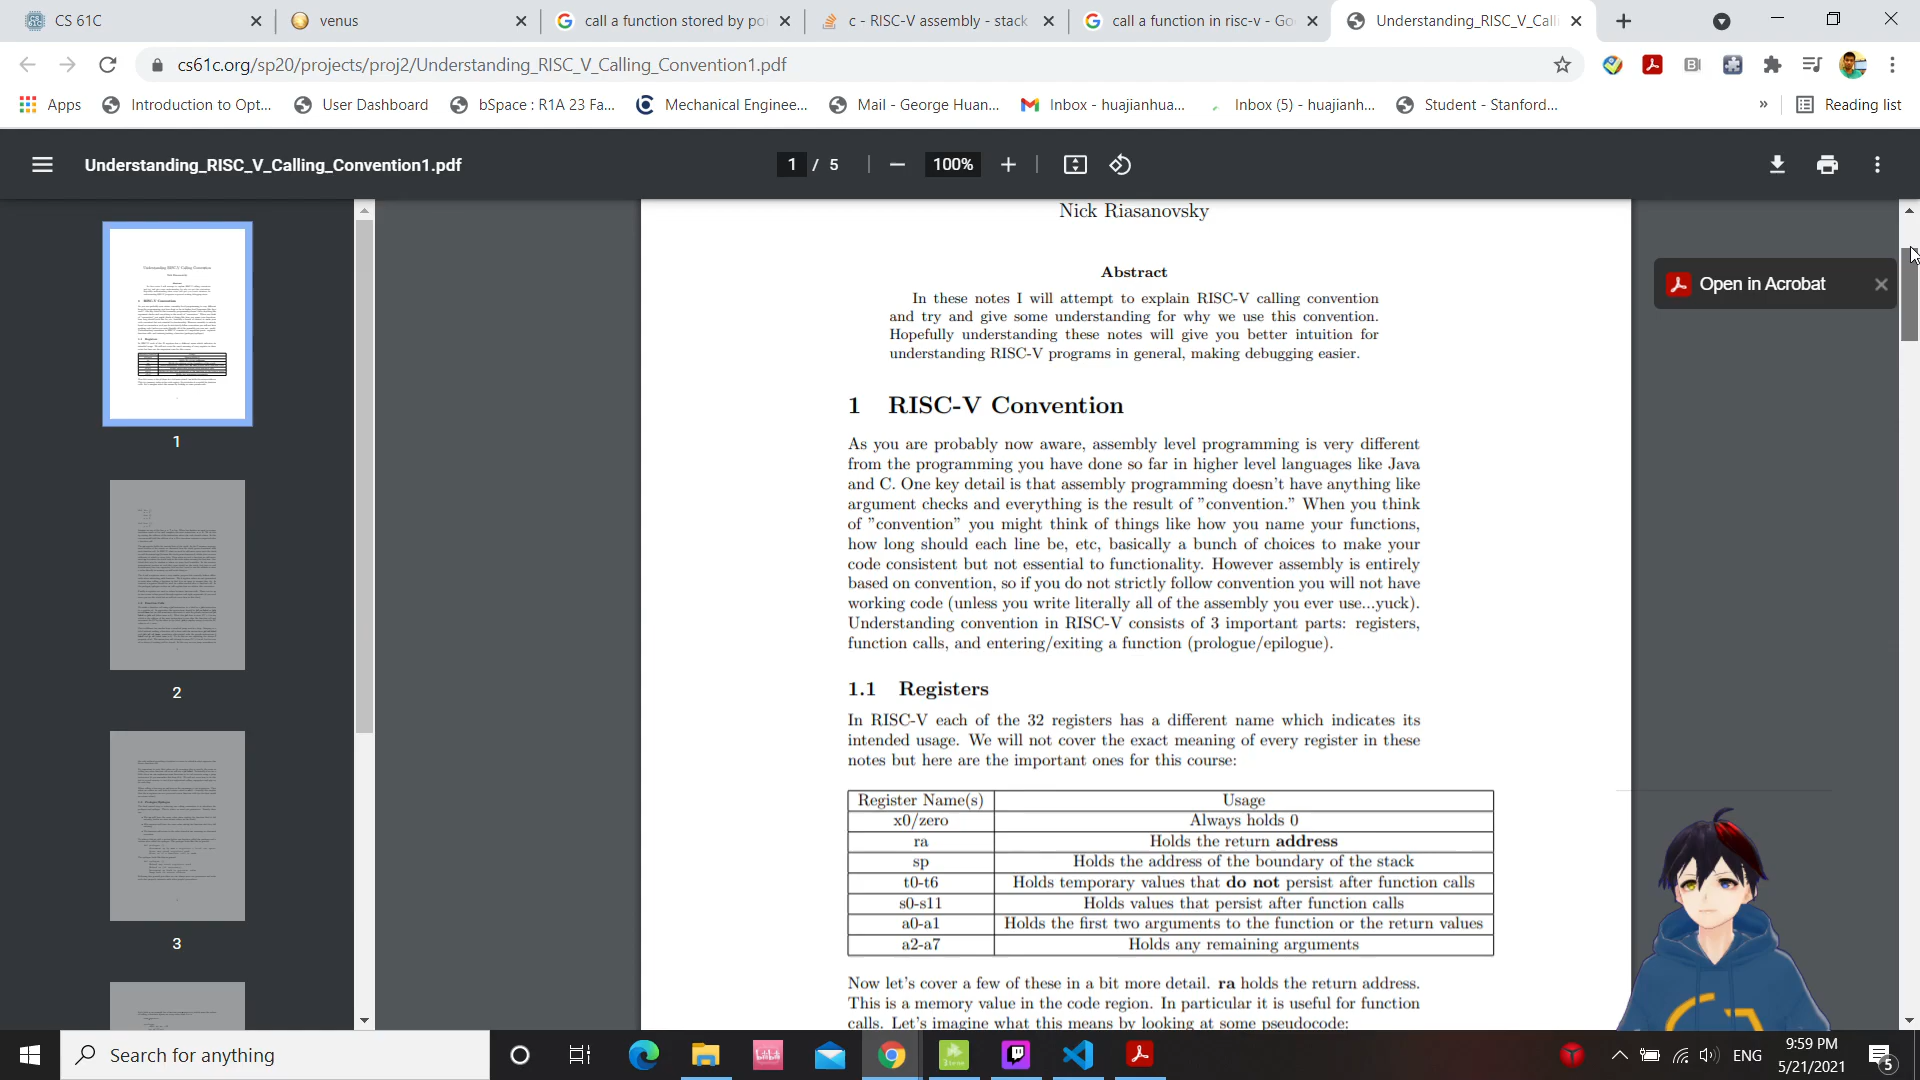 CS 61C
venus
call a function stored by poi
c - RISC-V assembly - stack
call a function in risc-v - Go
Understanding_RISC_V_Calli
cs61c.org/sp20/projects/proj2/Understanding_RISC_V_Calling_Convention1.pdf
Apps
Introduction to Opt...
User Dashboard
bSpace : R1A 23 Fa...
Mechanical Enginee...
Mail - George Huan...
Inbox - huajianhua...
Inbox (5) - huajianh...
Student - Stanford...
»
Reading list
Understanding_RISC_V_Calling_Convention1.pdf
1 / 5
100%
Open in Acrobat
1
2
3
Nick Riasanovsky
Abstract
In these notes I will attempt to explain RISC-V calling convention
and try and give some understanding for why we use this convention.
Hopefully understanding these notes will give you better intuition for
understanding RISC-V programs in general, making debugging easier.
1 RISC-V Convention
As you are probably now aware, assembly level programming is very different
from the programming you have done so far in higher level languages like Java
and C. One key detail is that assembly programming doesn't have anything like
argument checks and everything is the result of "convention." When you think
of "convention" you might think of things like how you name your functions,
how long should each line be, etc, basically a bunch of choices to make your
code consistent but not essential to functionality. However assembly is entirely
based on convention, so if you do not strictly follow convention you will not have
working code (unless you write literally all of the assembly you ever use...yuck).
Understanding convention in RISC-V consists of 3 important parts: registers,
function calls, and entering/exiting a function (prologue/epilogue).
1.1 Registers
In RISC-V each of the 32 registers has a different name which indicates its
intended usage. We will not cover the exact meaning of every register in these
notes but here are the important ones for this course:
Register Name(s) Usage
x0/zero Always holds 0
ra Holds the return address
sp Holds the address of the boundary of the stack
t0-t6 Holds temporary values that do not persist after function calls
s0-s11 Holds values that persist after function calls
a0-a1 Holds the first two arguments to the function or the return values
a2-a7 Holds any remaining arguments
Now let's cover a few of these in a bit more detail. ra holds the return address.
This is a memory value in the code region. In particular it is useful for function
calls. Let's imagine what this means by looking at some pseudocode:
Search for anything
ENG
9:59 PM
5/21/2021
5